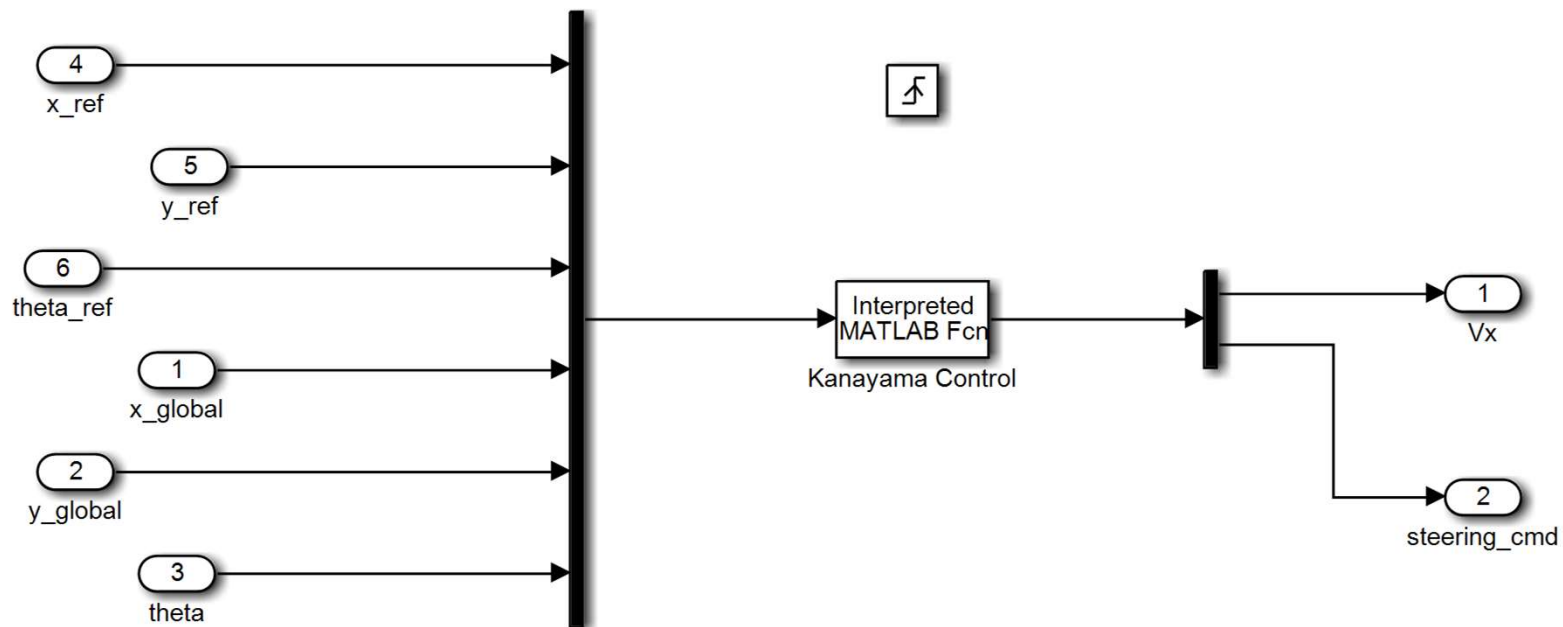 4
x_ref
5
y_ref
6
theta_ref
1
x_global
2
y_global
3
theta
Interpreted
MATLAB Fcn
Kanayama Control
1
Vx
2
steering_cmd